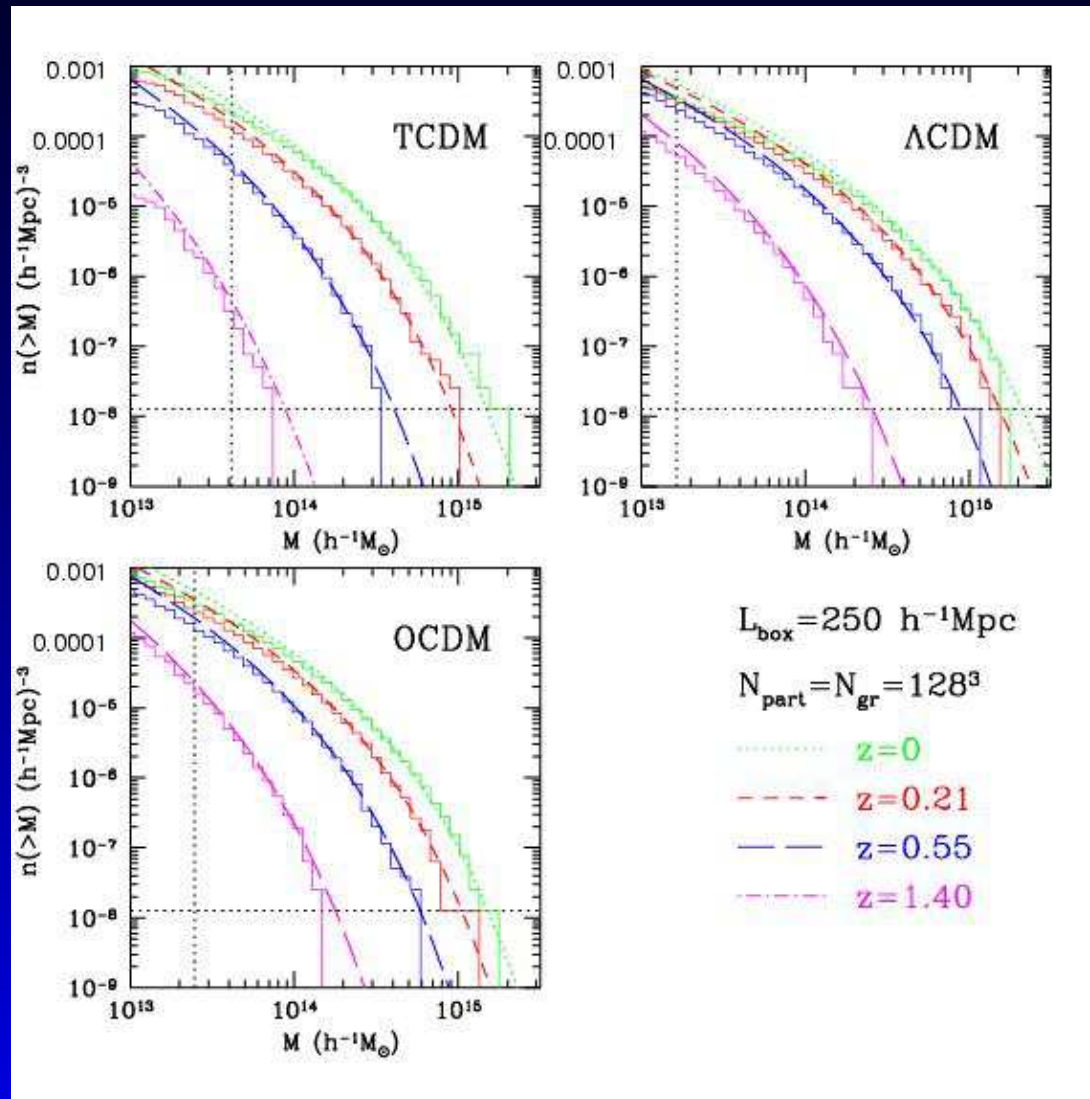 TCDM
0.001
0.0001
10⁻⁵
10⁻⁶
10⁻⁷
10⁻⁸
10⁻⁹
n(>M) (h⁻¹Mpc)⁻³
10¹³ 10¹⁴ 10¹⁵
M (h⁻¹M☉)
ΛCDM
0.001
0.0001
10⁻⁵
10⁻⁶
10⁻⁷
10⁻⁸
10⁻⁹
10¹³ 10¹⁴ 10¹⁵
M (h⁻¹M☉)
OCDM
0.001
0.0001
10⁻⁵
10⁻⁶
10⁻⁷
10⁻⁸
10⁻⁹
n(>M) (h⁻¹Mpc)⁻³
10¹³ 10¹⁴ 10¹⁵
M (h⁻¹M☉)
L_box=250 h⁻¹Mpc
N_part=N_gr=128³
z=0
z=0.21
z=0.55
z=1.40